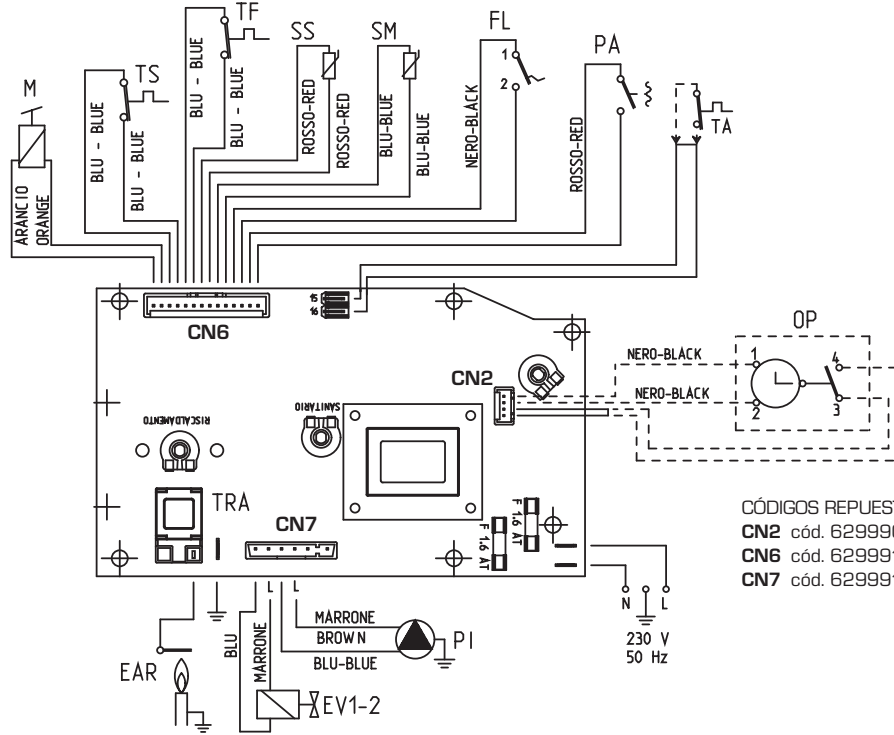 M
TS
TF
SS
SM
FL
PA
TA
ARANCIO
ORANGE
BLU - BLUE
BLU - BLUE
BLU - BLUE
BLU - BLUE
ROSSO-RED
ROSSO-RED
BLU-BLUE
BLU-BLUE
NERO-BLACK
1
2
ROSSO-RED
CN6
15
16
CN2
NERO-BLACK
NERO-BLACK
OP
1
2
4
3
RISCALDAMENTO
SANITARIO
TRA
CN7
F 1.6 AT
F 1.6 AT
CÓDIGOS REPUEST
CN2 cód. 629990
CN6 cód. 629991
CN7 cód. 629991
N
L
230 V
50 Hz
L
L
BLU
MARRONE
MARRONE
BROWN
BLU-BLUE
PI
EAR
EV1-2